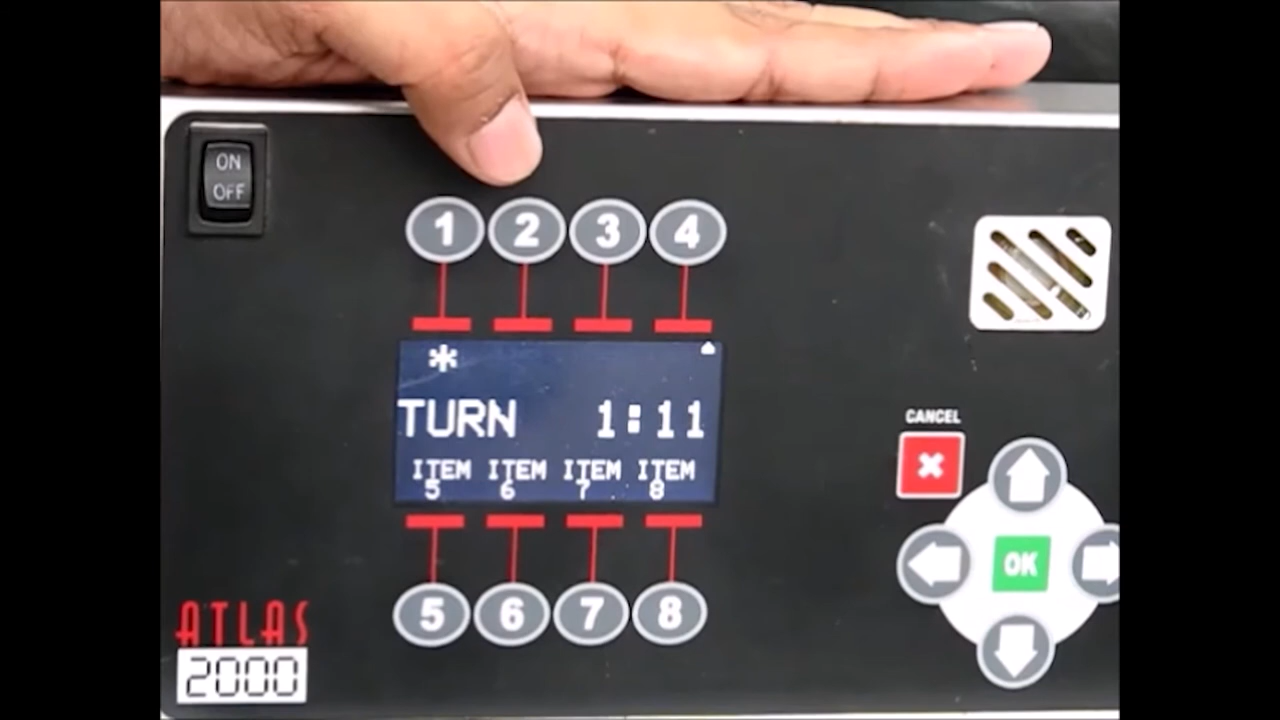 ON
OFF
1 2 3 4
*
TURN 1:11
ITEM ITEM ITEM ITEM
5 6 7 8
CANCEL
OK
5 6 7 8
ATLAS
2000